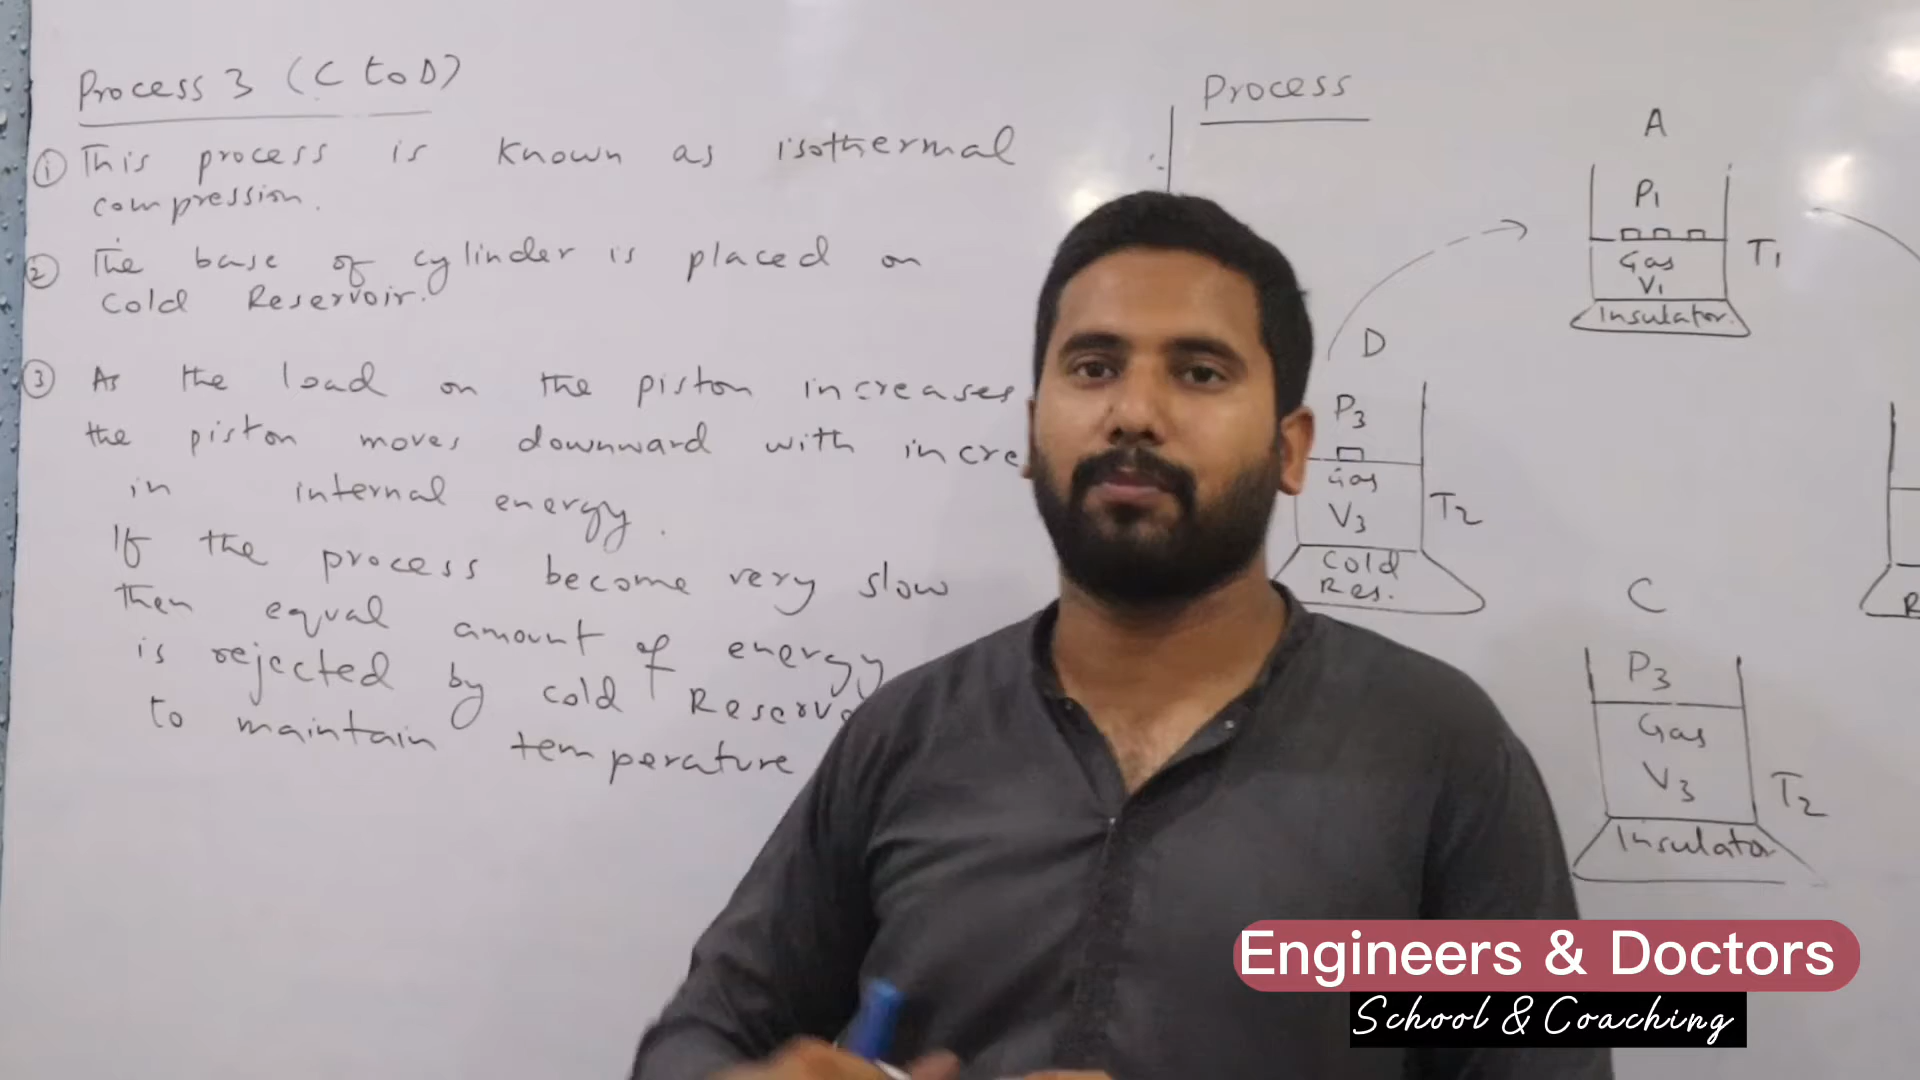 Process 3 (C to D)
① This process is known as isothermal
compression.
② The base of cylinder is placed on
Cold Reservoir.
③ As the load on the piston increases
the piston moves downward with incre
in internal energy.
If the process become very slow
then equal amount of energy
is rejected by cold Reservo
to maintain temperature
Process
A
P1
Gas
V1
Insulator
T1
D
P3
Gas
V3
Cold
Res.
T2
C
P3
Gas
V3
Insulator
T2
R
Engineers & Doctors
School & Coaching